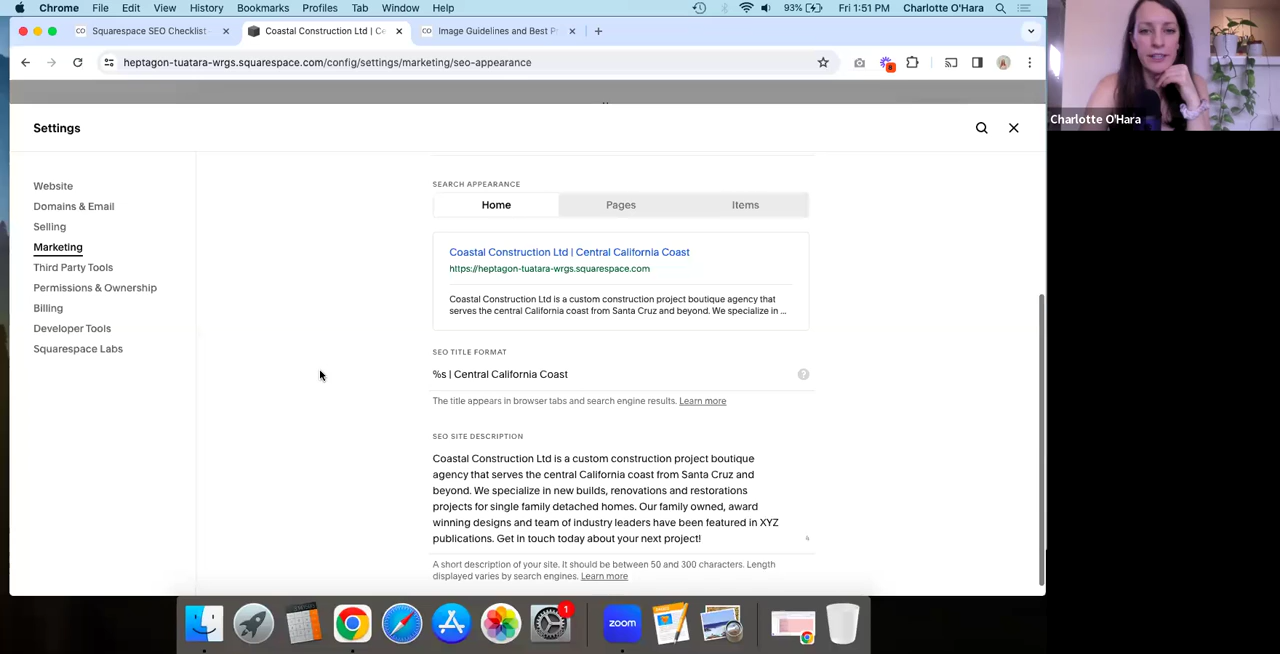 Chrome File Edit View History Bookmarks Profiles Tab Window Help 93% Fri 1:51 PM Charlotte O'Hara
Squarespace SEO Checklist Coastal Construction Ltd | Ce Image Guidelines and Best P
heptagon-tuatara-wrgs.squarespace.com/config/settings/marketing/seo-appearance 8
Charlotte O'Hara
Settings
Website
Domains & Email
Selling
Marketing
Third Party Tools
Permissions & Ownership
Billing
Developer Tools
Squarespace Labs
SEARCH APPEARANCE
Home Pages Items
Coastal Construction Ltd | Central California Coast
https://heptagon-tuatara-wrgs.squarespace.com
Coastal Construction Ltd is a custom construction project boutique agency that
serves the central California coast from Santa Cruz and beyond. We specialize in ...
SEO TITLE FORMAT
%s | Central California Coast ?
The title appears in browser tabs and search engine results. Learn more
SEO SITE DESCRIPTION
Coastal Construction Ltd is a custom construction project boutique
agency that serves the central California coast from Santa Cruz and
beyond. We specialize in new builds, renovations and restorations
projects for single family detached homes. Our family owned, award
winning designs and team of industry leaders have been featured in XYZ
publications. Get in touch today about your next project!
A short description of your site. It should be between 50 and 300 characters. Length
displayed varies by search engines. Learn more
1
zoom